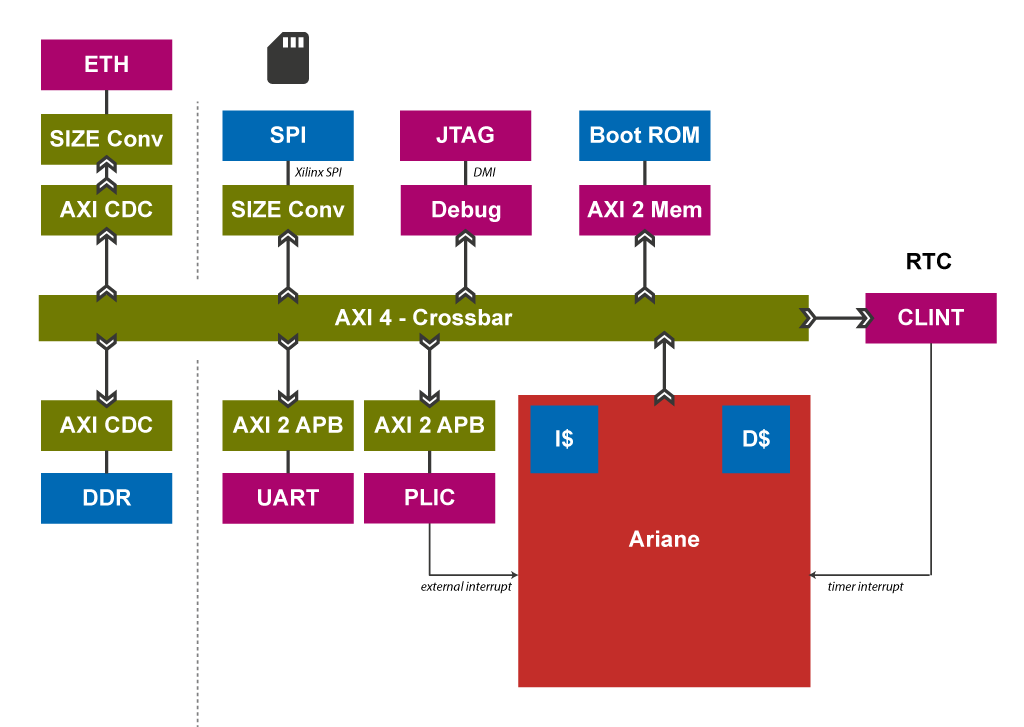 ETH
SIZE Conv
AXI CDC
SPI
Xilinx SPI
SIZE Conv
JTAG
DMI
Debug
Boot ROM
AXI 2 Mem
RTC
CLINT
AXI 4 - Crossbar
AXI CDC
DDR
AXI 2 APB
UART
AXI 2 APB
PLIC
I$
D$
Ariane
external interrupt
timer interrupt